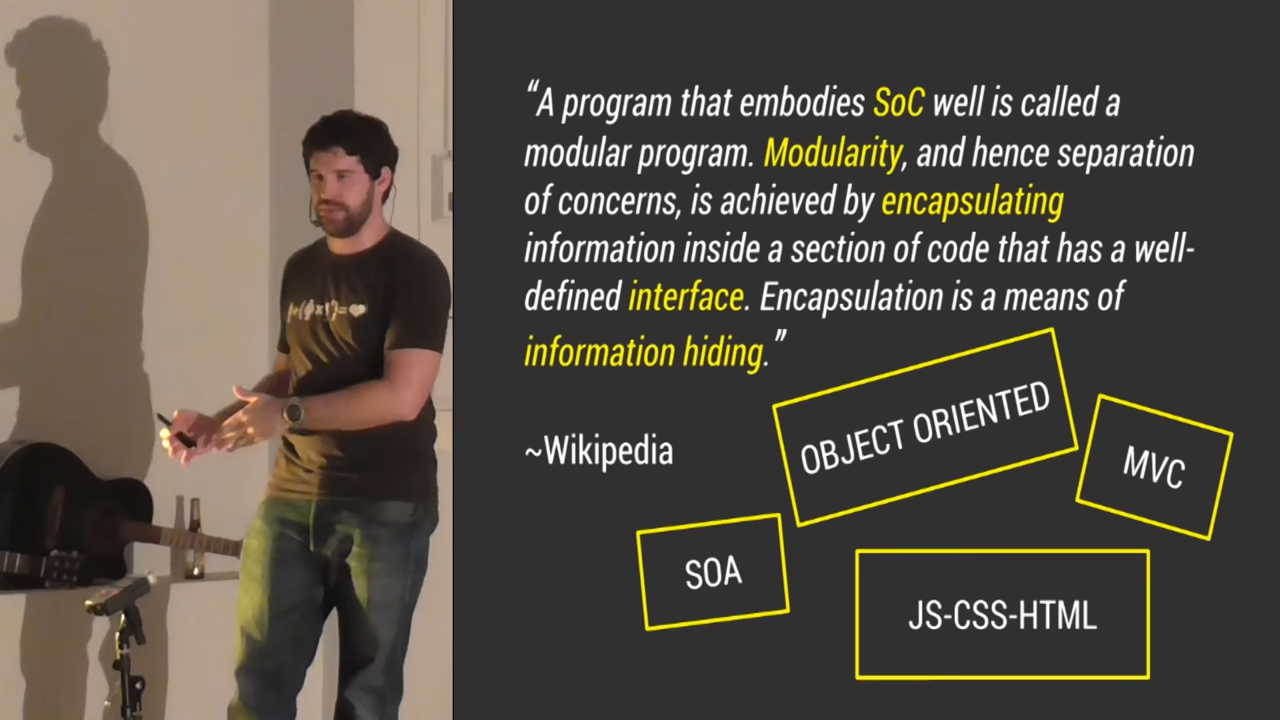 “A program that embodies SoC well is called a
modular program. Modularity, and hence separation
of concerns, is achieved by encapsulating
information inside a section of code that has a well-
defined interface. Encapsulation is a means of
information hiding.”
~Wikipedia
OBJECT ORIENTED
MVC
SOA
JS-CSS-HTML